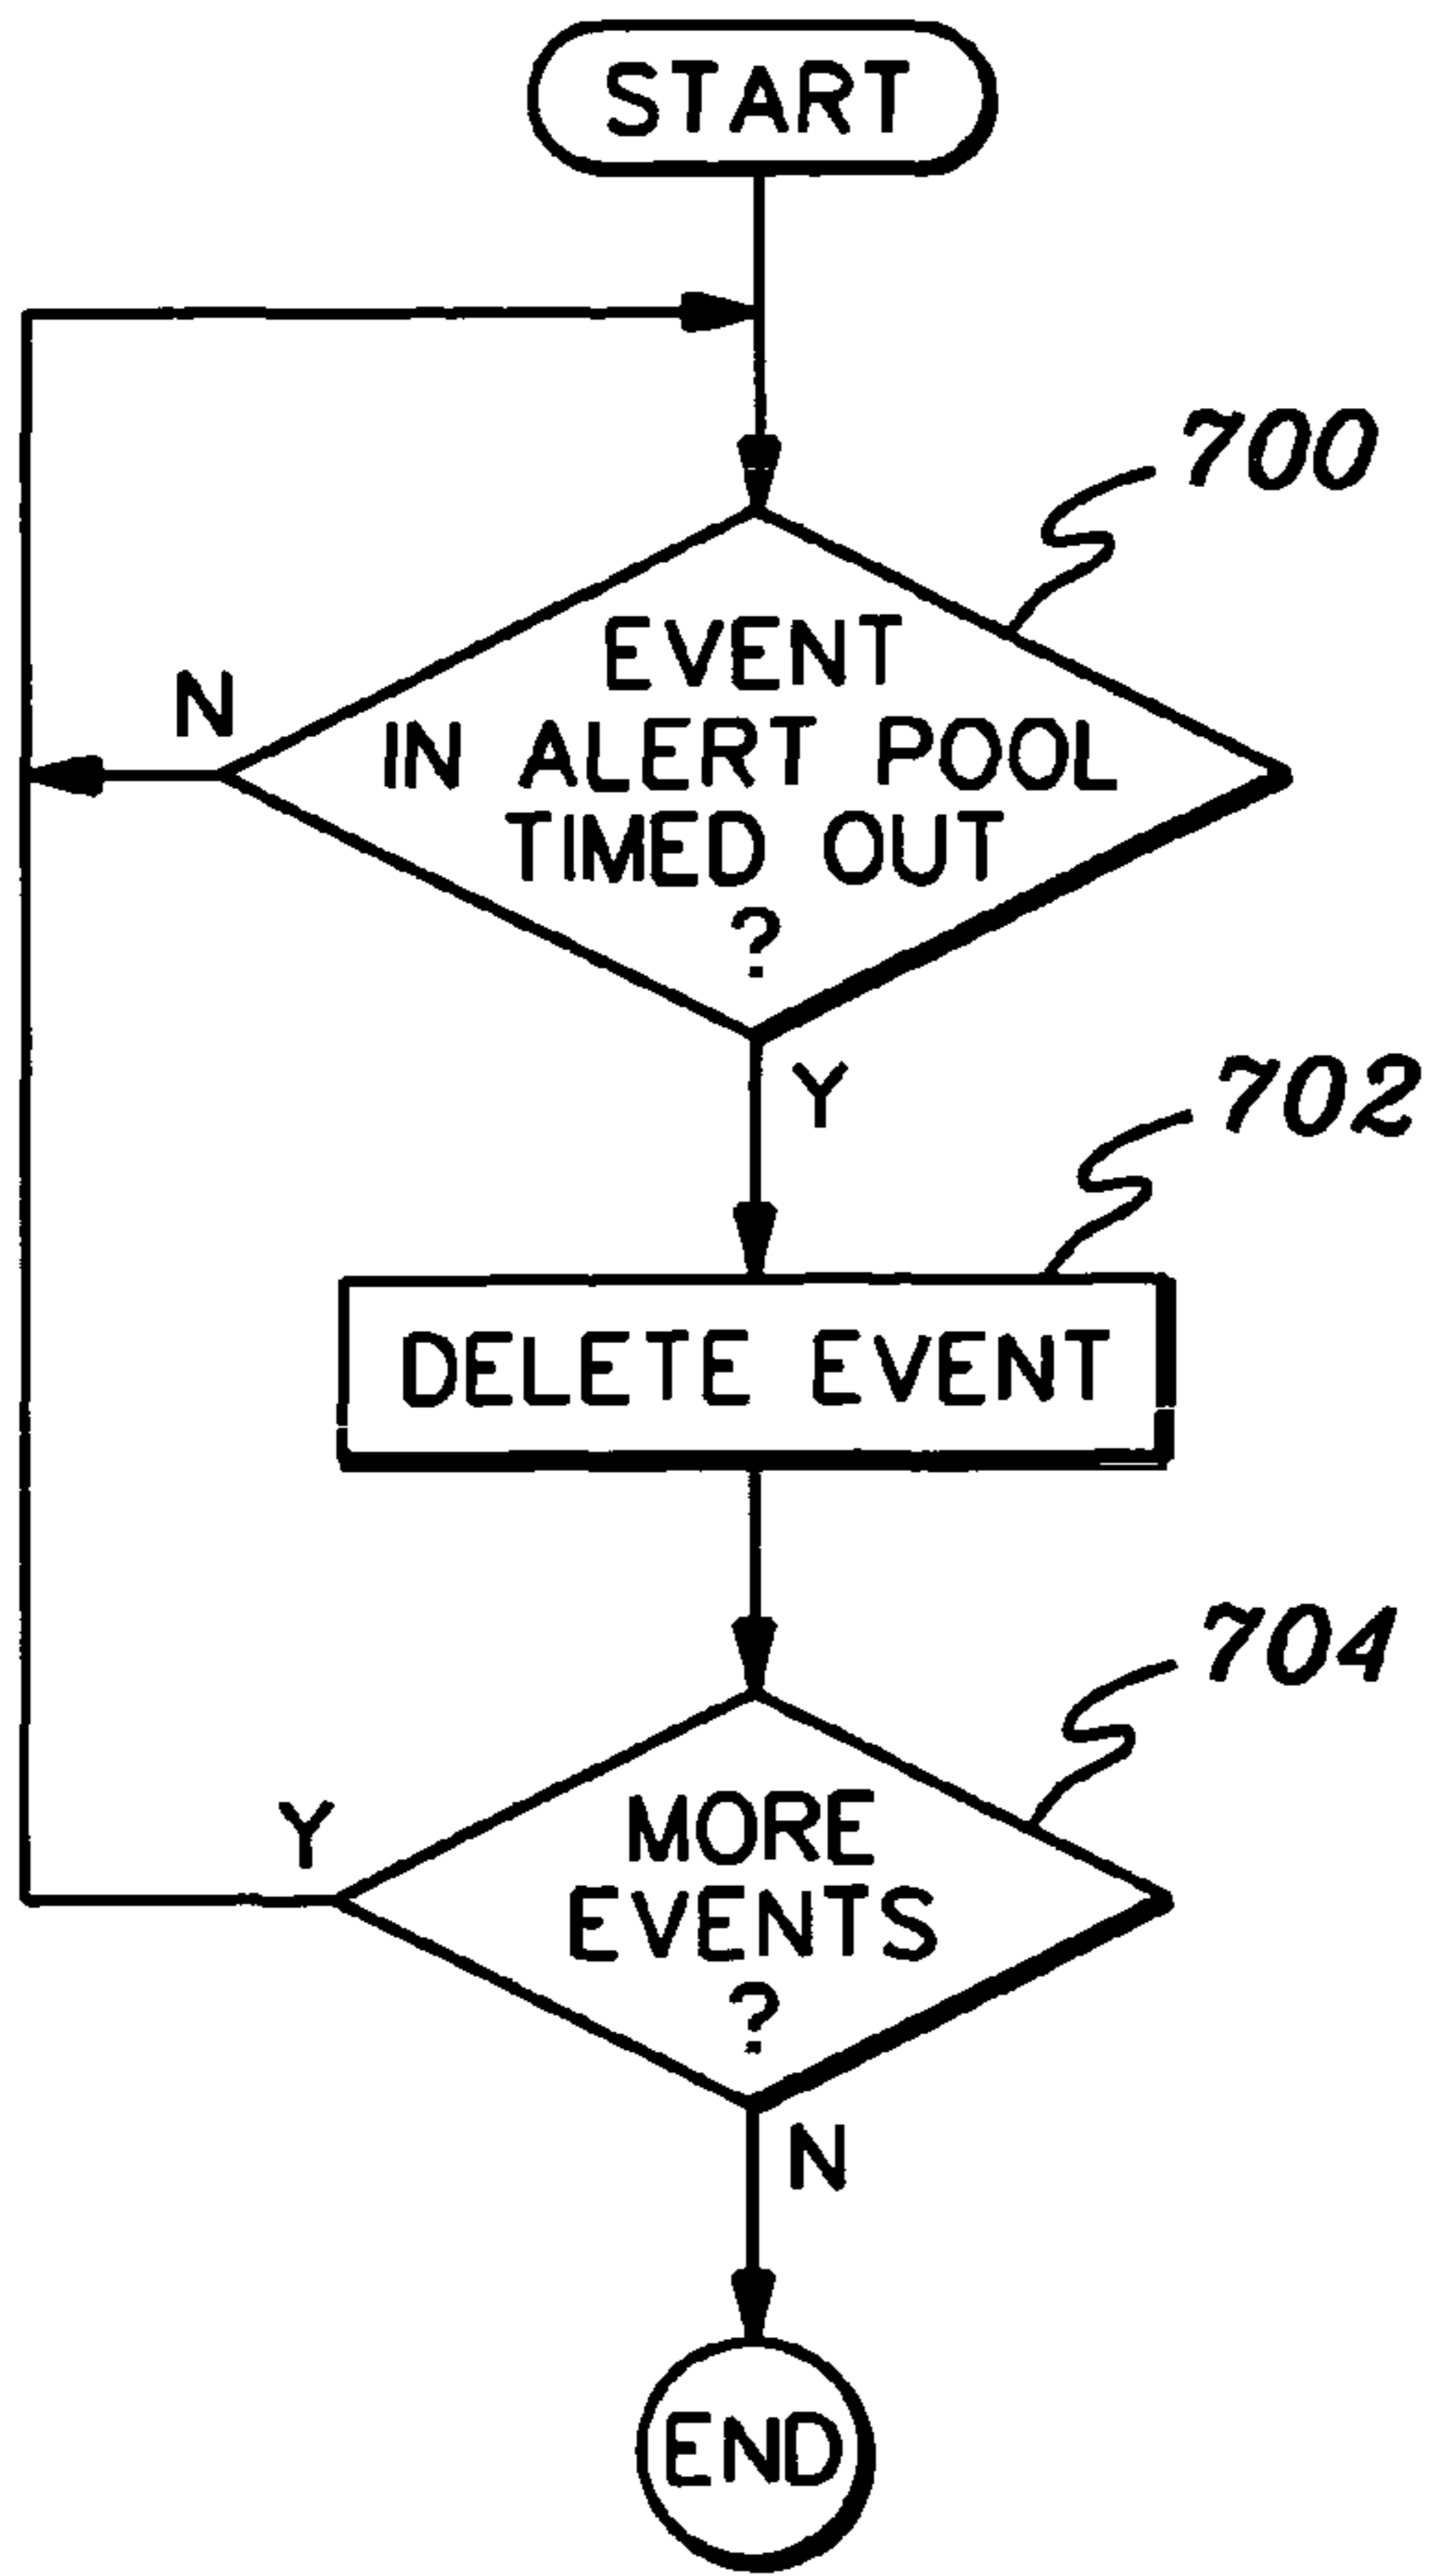 START
700
EVENT
IN ALERT POOL
TIMED OUT
?
N
Y
702
DELETE EVENT
704
MORE
EVENTS
?
Y
N
END